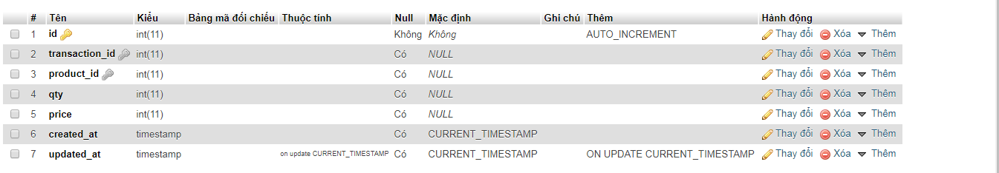 # Tên Kiểu Bảng mã đối chiếu Thuộc tính Null Mặc định Ghi chú Thêm Hành động
1 id int(11) Không Không AUTO_INCREMENT Thay đổi Xóa Thêm
2 transaction_id int(11) Có NULL Thay đổi Xóa Thêm
3 product_id int(11) Có NULL Thay đổi Xóa Thêm
4 qty int(11) Có NULL Thay đổi Xóa Thêm
5 price int(11) Có NULL Thay đổi Xóa Thêm
6 created_at timestamp Có CURRENT_TIMESTAMP Thay đổi Xóa Thêm
7 updated_at timestamp on update CURRENT_TIMESTAMP Có CURRENT_TIMESTAMP ON UPDATE CURRENT_TIMESTAMP Thay đổi Xóa Thêm